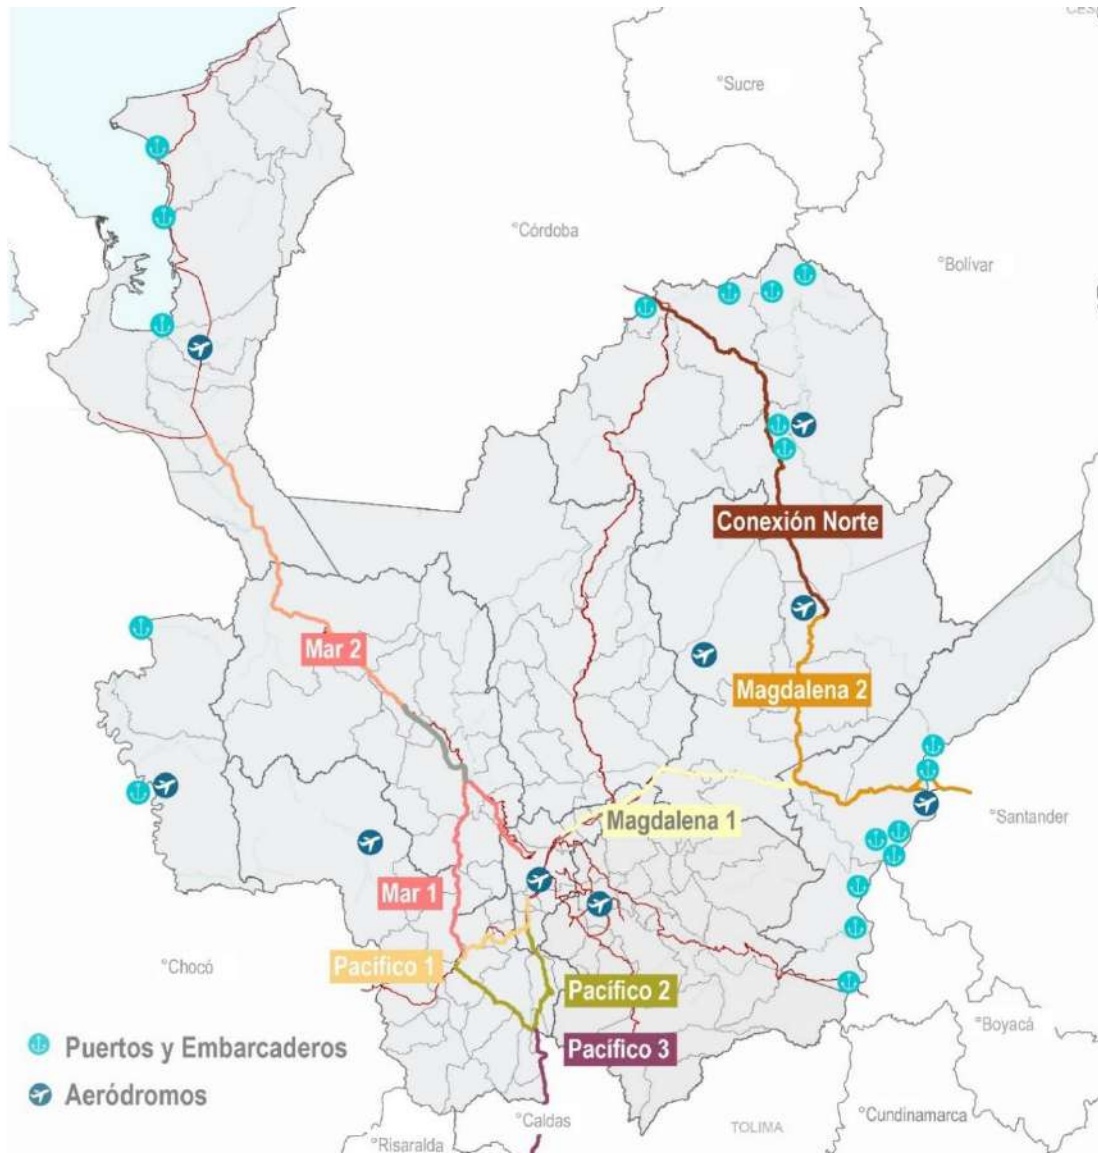 CES
°Sucre
°Córdoba
°Bolívar
Conexión Norte
Mar 2
Magdalena 2
Magdalena 1
°Santander
Mar 1
°Chocó
Pacífico 1
Pacífico 2
Puertos y Embarcaderos
°Boyacá
Pacífico 3
Aeródromos
°Caldas
TOLIMA
°Cundinamarca
°Risaralda